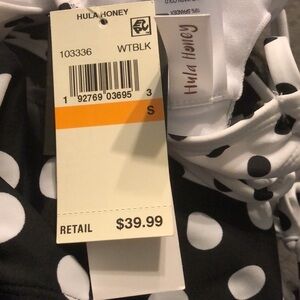 HULA HONEY
103336 WTBLK
1 92769 03695 3
S
RETAIL $39.99
Hula Honey